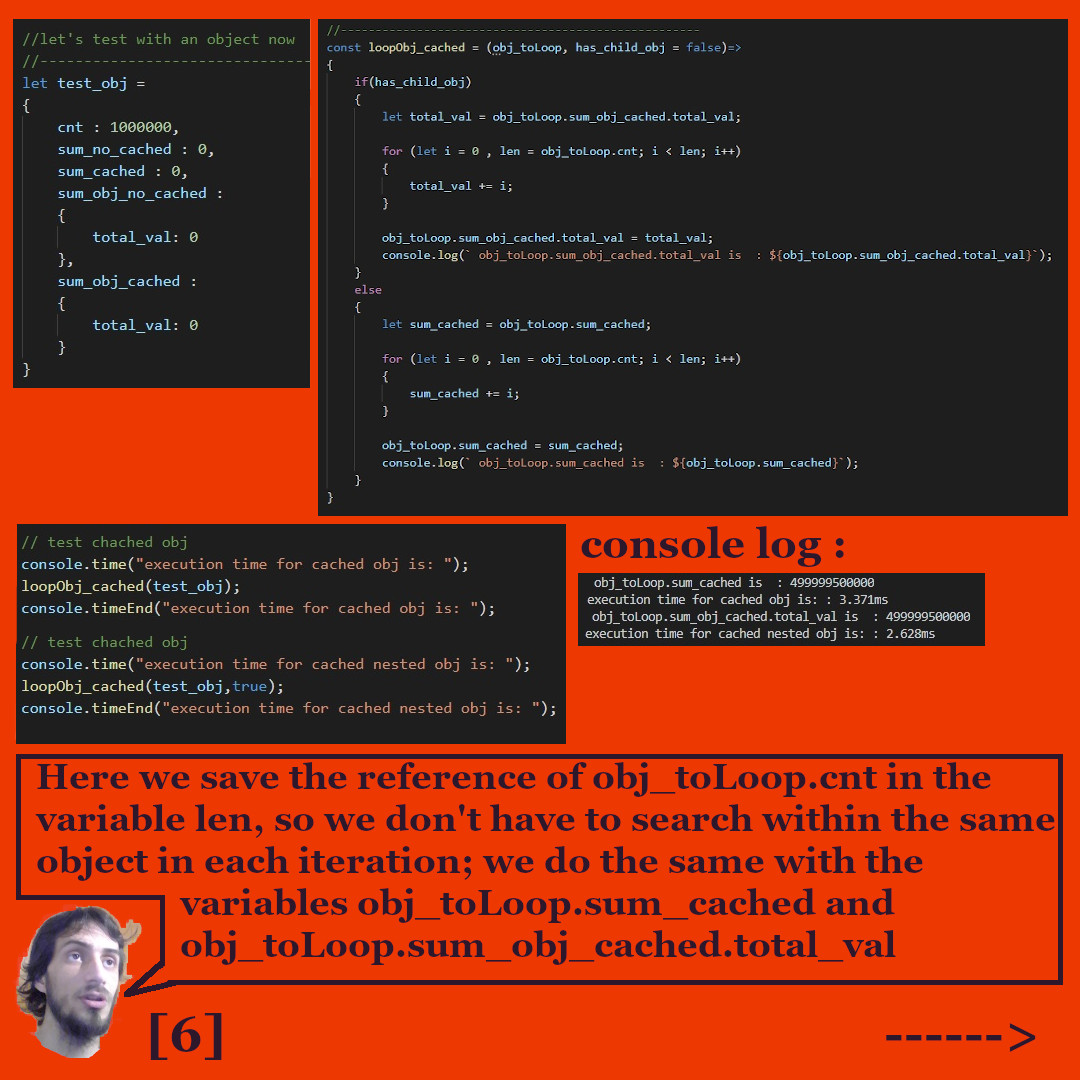 //let's test with an object now
//-------------------------------
let test_obj =
{
    cnt : 1000000,
    sum_no_cached : 0,
    sum_cached : 0,
    sum_obj_no_cached :
    {
        total_val: 0
    },
    sum_obj_cached :
    {
        total_val: 0
    }
}
//----------------------------------------------------
const loopObj_cached = (obj_toLoop, has_child_obj = false)=>
{
    if(has_child_obj)
    {
        let total_val = obj_toLoop.sum_obj_cached.total_val;
        for (let i = 0 , len = obj_toLoop.cnt; i < len; i++)
        {
            total_val += i;
        }
        obj_toLoop.sum_obj_cached.total_val = total_val;
        console.log(` obj_toLoop.sum_obj_cached.total_val is  : ${obj_toLoop.sum_obj_cached.total_val}`);
    }
    else
    {
        let sum_cached = obj_toLoop.sum_cached;
        for (let i = 0 , len = obj_toLoop.cnt; i < len; i++)
        {
            sum_cached += i;
        }
        obj_toLoop.sum_cached = sum_cached;
        console.log(` obj_toLoop.sum_cached is  : ${obj_toLoop.sum_cached}`);
    }
}
// test chached obj
console.time("execution time for cached obj is: ");
loopObj_cached(test_obj);
console.timeEnd("execution time for cached obj is: ");
// test chached obj
console.time("execution time for cached nested obj is: ");
loopObj_cached(test_obj,true);
console.timeEnd("execution time for cached nested obj is: ");
console log :
obj_toLoop.sum_cached is  : 499999500000
execution time for cached obj is: : 3.371ms
obj_toLoop.sum_obj_cached.total_val is  : 499999500000
execution time for cached nested obj is: : 2.628ms
Here we save the reference of obj_toLoop.cnt in the
variable len, so we don't have to search within the same
object in each iteration; we do the same with the
variables obj_toLoop.sum_cached and
obj_toLoop.sum_obj_cached.total_val
[6]
------>